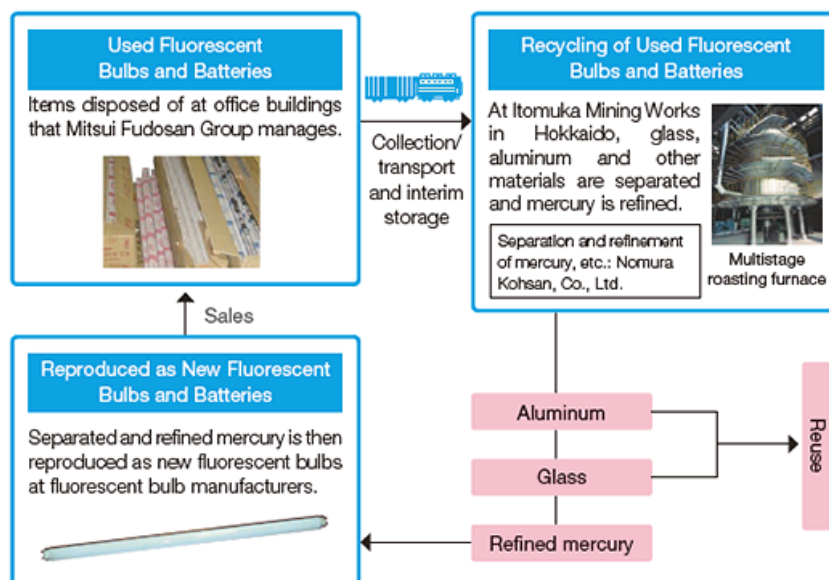 Used Fluorescent
Bulbs and Batteries
Items disposed of at office buildings
that Mitsui Fudosan Group manages.
Collection/
transport
and interim
storage
Recycling of Used Fluorescent
Bulbs and Batteries
At Itomuka Mining Works
in Hokkaido, glass,
aluminum and other
materials are separated
and mercury is refined.
Separation and refinement
of mercury, etc.: Nomura
Kohsan, Co., Ltd.
Multistage
roasting furnace
Sales
Reproduced as New Fluorescent
Bulbs and Batteries
Separated and refined mercury is then
reproduced as new fluorescent bulbs
at fluorescent bulb manufacturers.
Aluminum
Glass
Refined mercury
Reuse